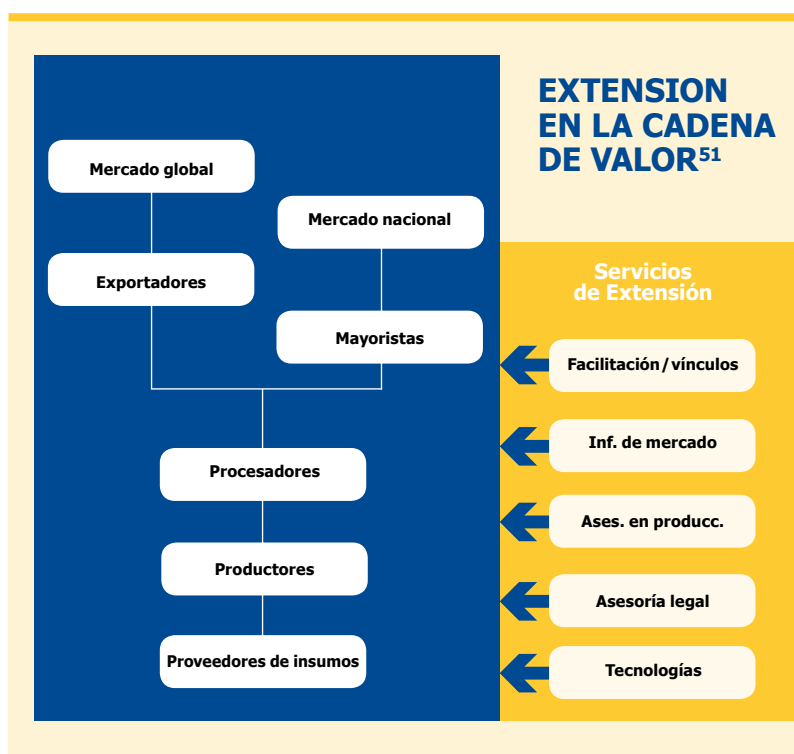 EXTENSION
EN LA CADENA
DE VALOR51
Mercado global
Mercado nacional
Exportadores
Mayoristas
Procesadores
Productores
Proveedores de insumos
Servicios
de Extensión
Facilitación/vínculos
Inf. de mercado
Ases. en producc.
Asesoría legal
Tecnologías